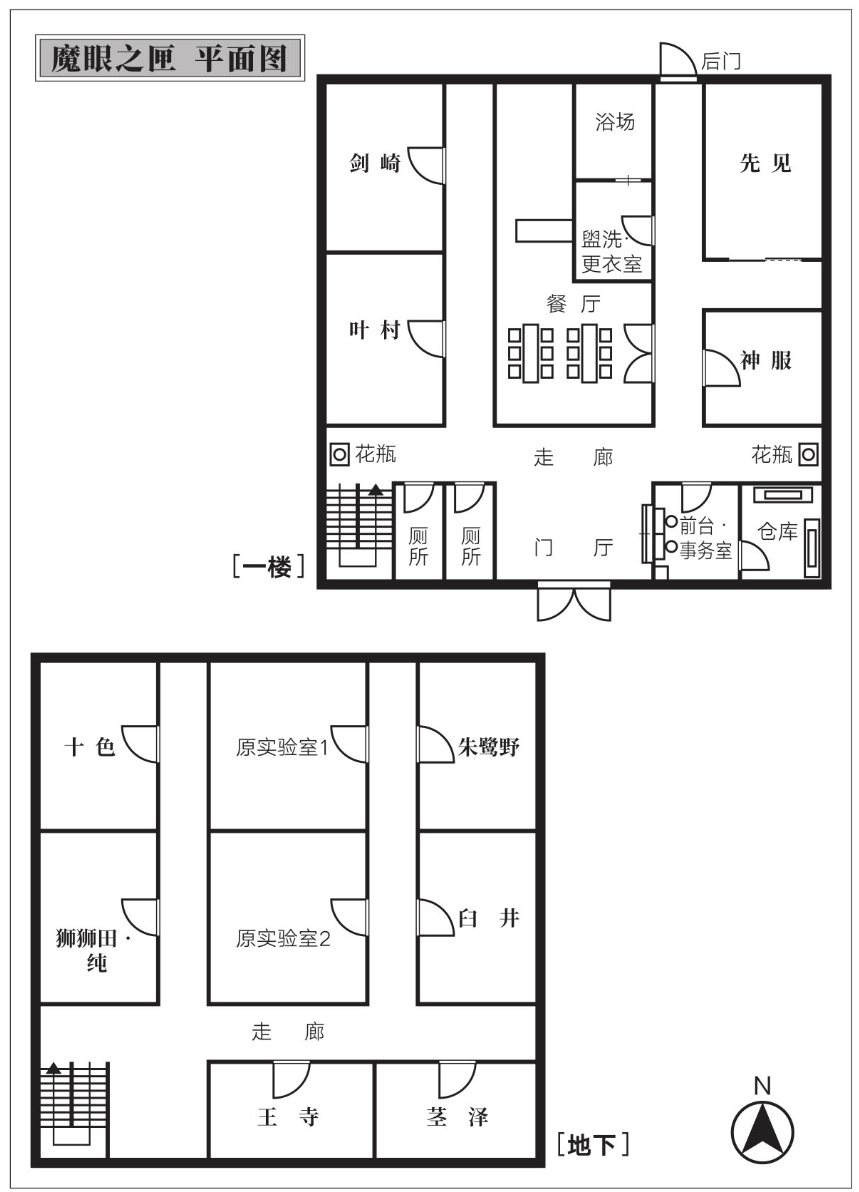 魔眼之匣 平面图
后门
浴场
剑 崎
先 见
盥洗·
更衣室
餐 厅
叶 村
神 服
花瓶
走 廊
花瓶
厕所
厕所
门 厅
前台·
事务室
仓库
[一楼]
十 色
原实验室1
朱鹭野
狮狮田·
纯
原实验室2
臼 井
走 廊
王 寺
茎 泽
[地下]
N